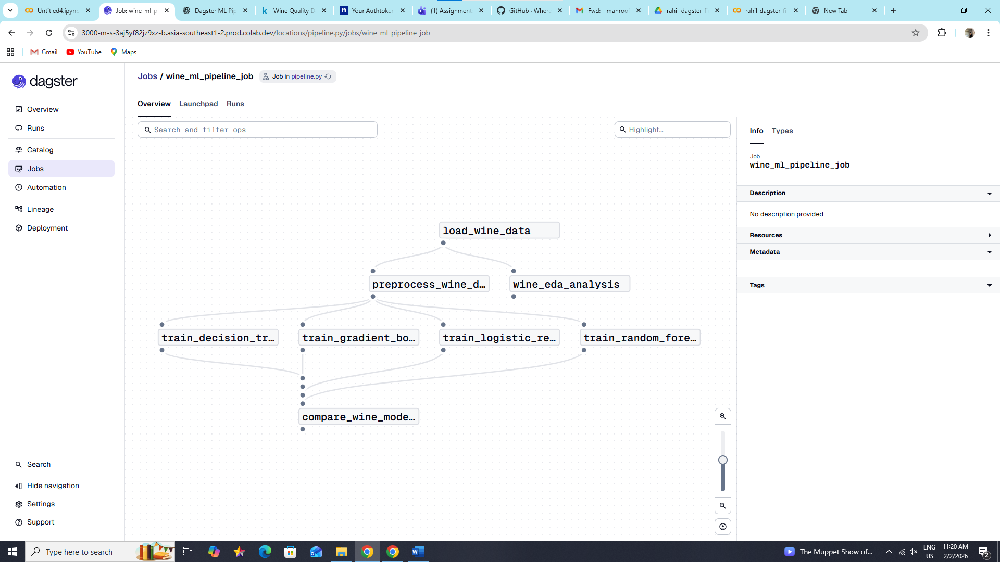 Untitled4.ipynb
Job: wine_ml_p
Dagster ML Pip
Wine Quality D
Your Authtoken
(1) Assignment
GitHub · Where
Fwd: - mahroof
rahil-dagster-fi
rahil-dagster-fi
New Tab
3000-m-s-3aj5yf82jz9xz-b.asia-southeast1-2.prod.colab.dev/locations/pipeline.py/jobs/wine_ml_pipeline_job
Gmail
YouTube
Maps
dagster
Overview
Runs
Catalog
Jobs
Automation
Lineage
Deployment
Search
Hide navigation
Settings
Support
Jobs / wine_ml_pipeline_job
Job in pipeline.py
Overview Launchpad Runs
Search and filter ops
Highlight…
load_wine_data
preprocess_wine_d…
wine_eda_analysis
train_decision_tr…
train_gradient_bo…
train_logistic_re…
train_random_fore…
compare_wine_mode…
Info Types
Job
wine_ml_pipeline_job
Description
No description provided
Resources
Metadata
Tags
Type here to search
The Muppet Show of...
ENG
US
11:20 AM
2/2/2026
2